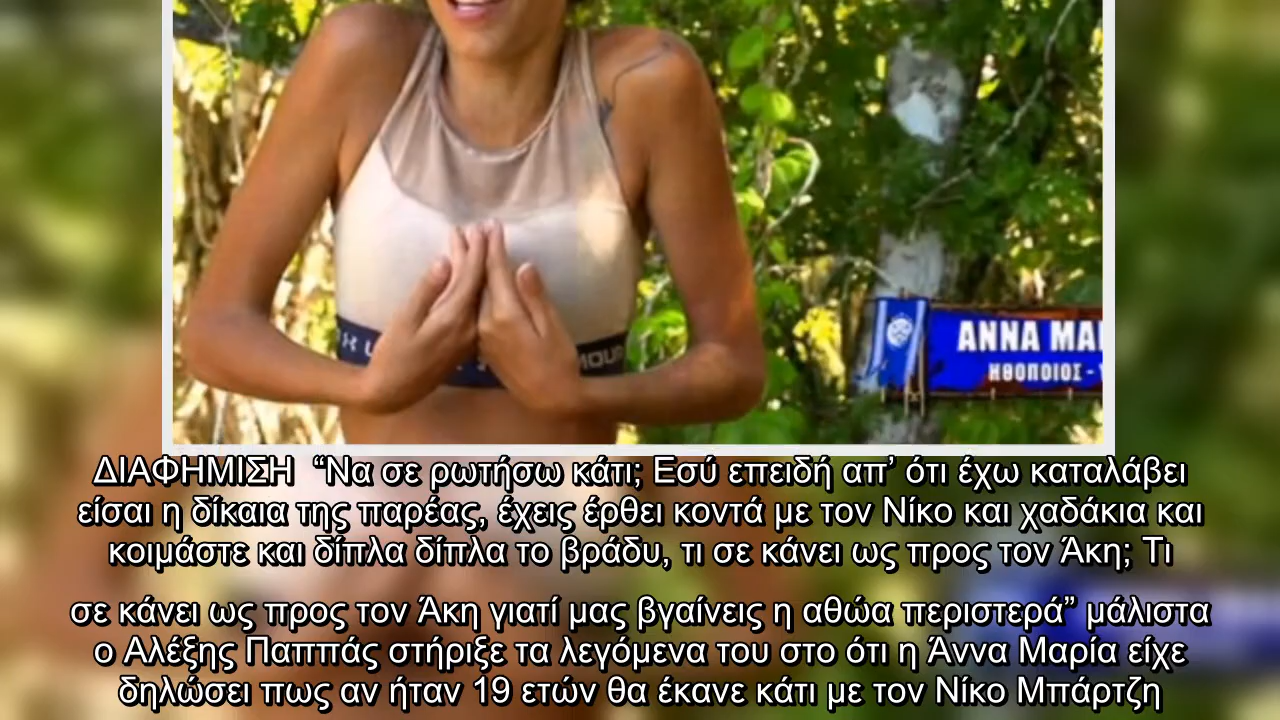 ΑΝΝΑ ΜΑ
ΗΘΟΠΟΙΟΣ -
ΔΙΑΦΗΜΙΣΗ “Να σε ρωτήσω κάτι; Εσύ επειδή απ’ ότι έχω καταλάβει
είσαι η δίκαια της παρέας, έχεις έρθει κοντά με τον Νίκο και χαδάκια και
κοιμάστε και δίπλα δίπλα το βράδυ, τι σε κάνει ως προς τον Άκη; Τι
σε κάνει ως προς τον Άκη γιατί μας βγαίνεις η αθώα περιστερά” μάλιστα
ο Αλέξης Παππάς στήριξε τα λεγόμενα του στο ότι η Άννα Μαρία είχε
δηλώσει πως αν ήταν 19 ετών θα έκανε κάτι με τον Νίκο Μπάρτζη